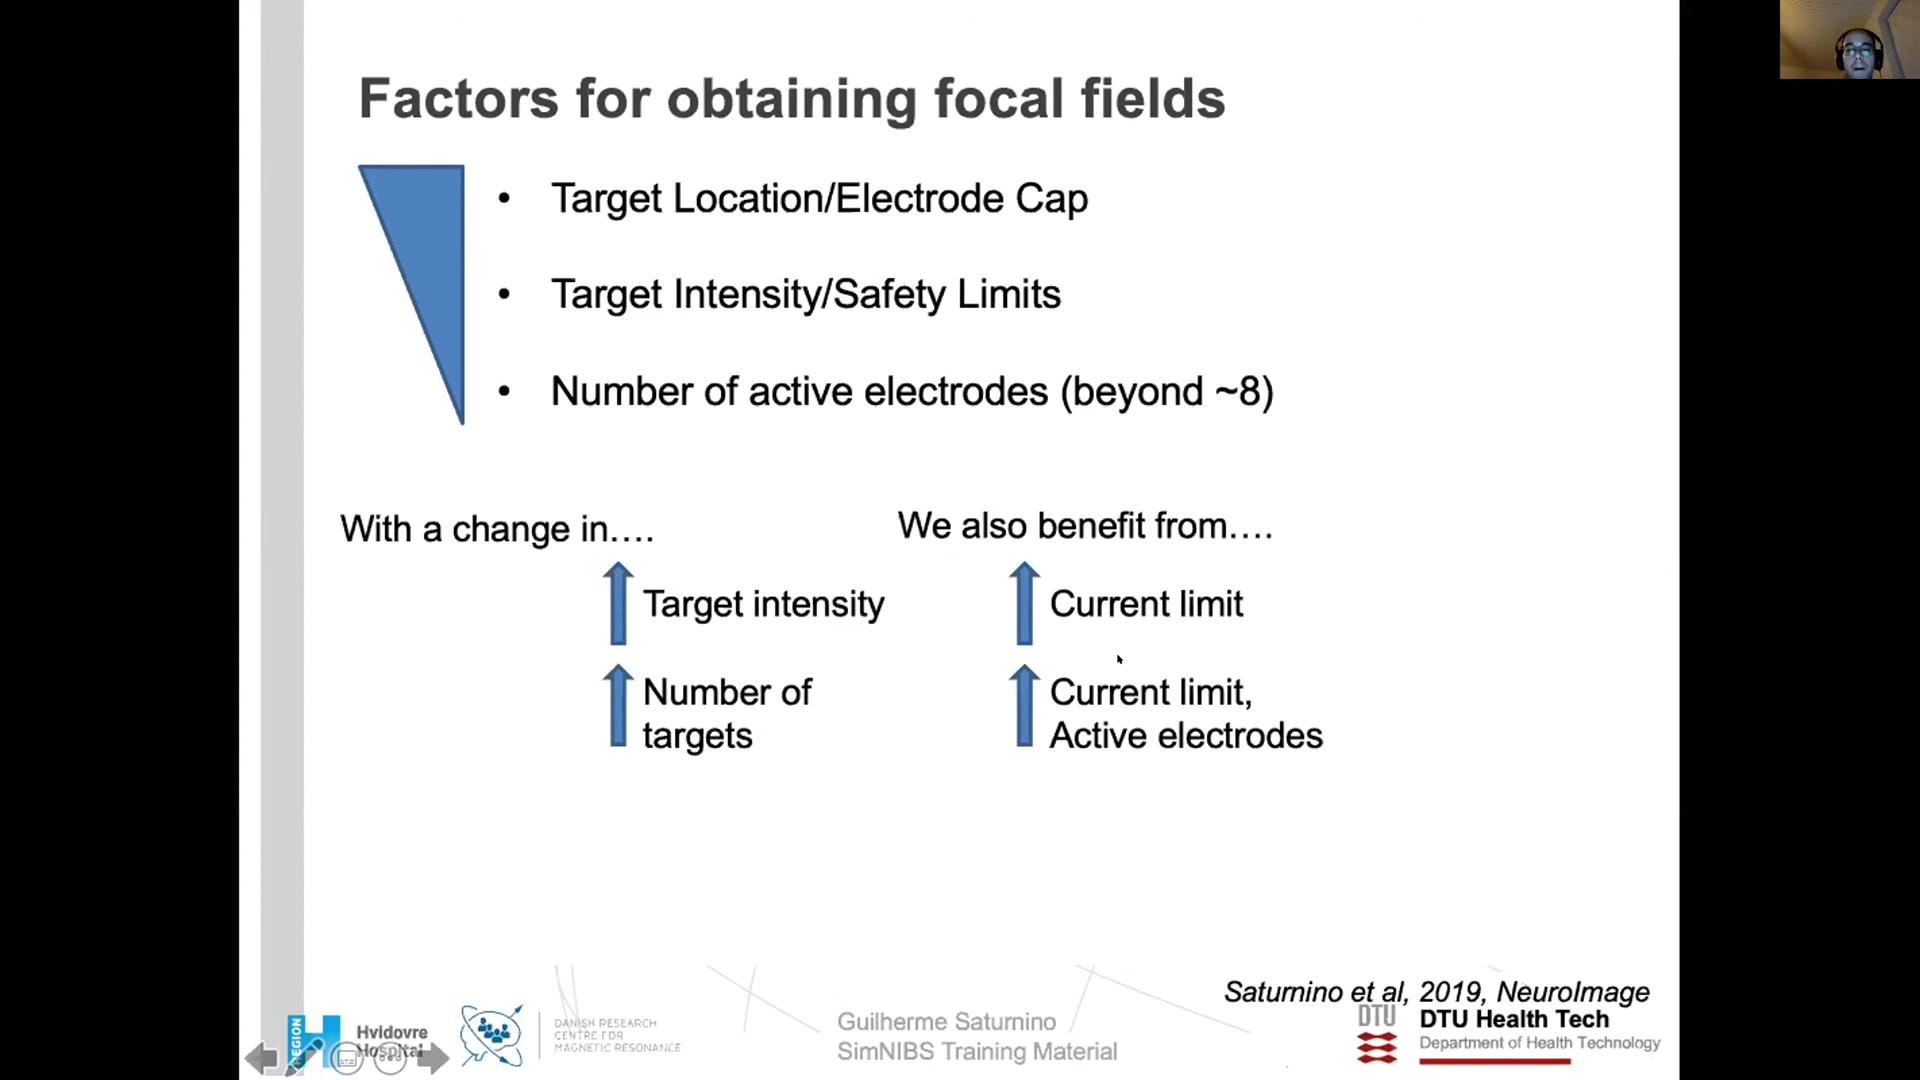 Factors for obtaining focal fields
• Target Location/Electrode Cap
• Target Intensity/Safety Limits
• Number of active electrodes (beyond ~8)
With a change in….
Target intensity
Number of
targets
We also benefit from….
Current limit
Current limit,
Active electrodes
Saturnino et al, 2019, NeuroImage
REGION
Hvidovre
Hospital
DANISH RESEARCH
CENTRE FOR
MAGNETIC RESONANCE
Guilherme Saturnino
SimNIBS Training Material
DTU
DTU Health Tech
Department of Health Technology